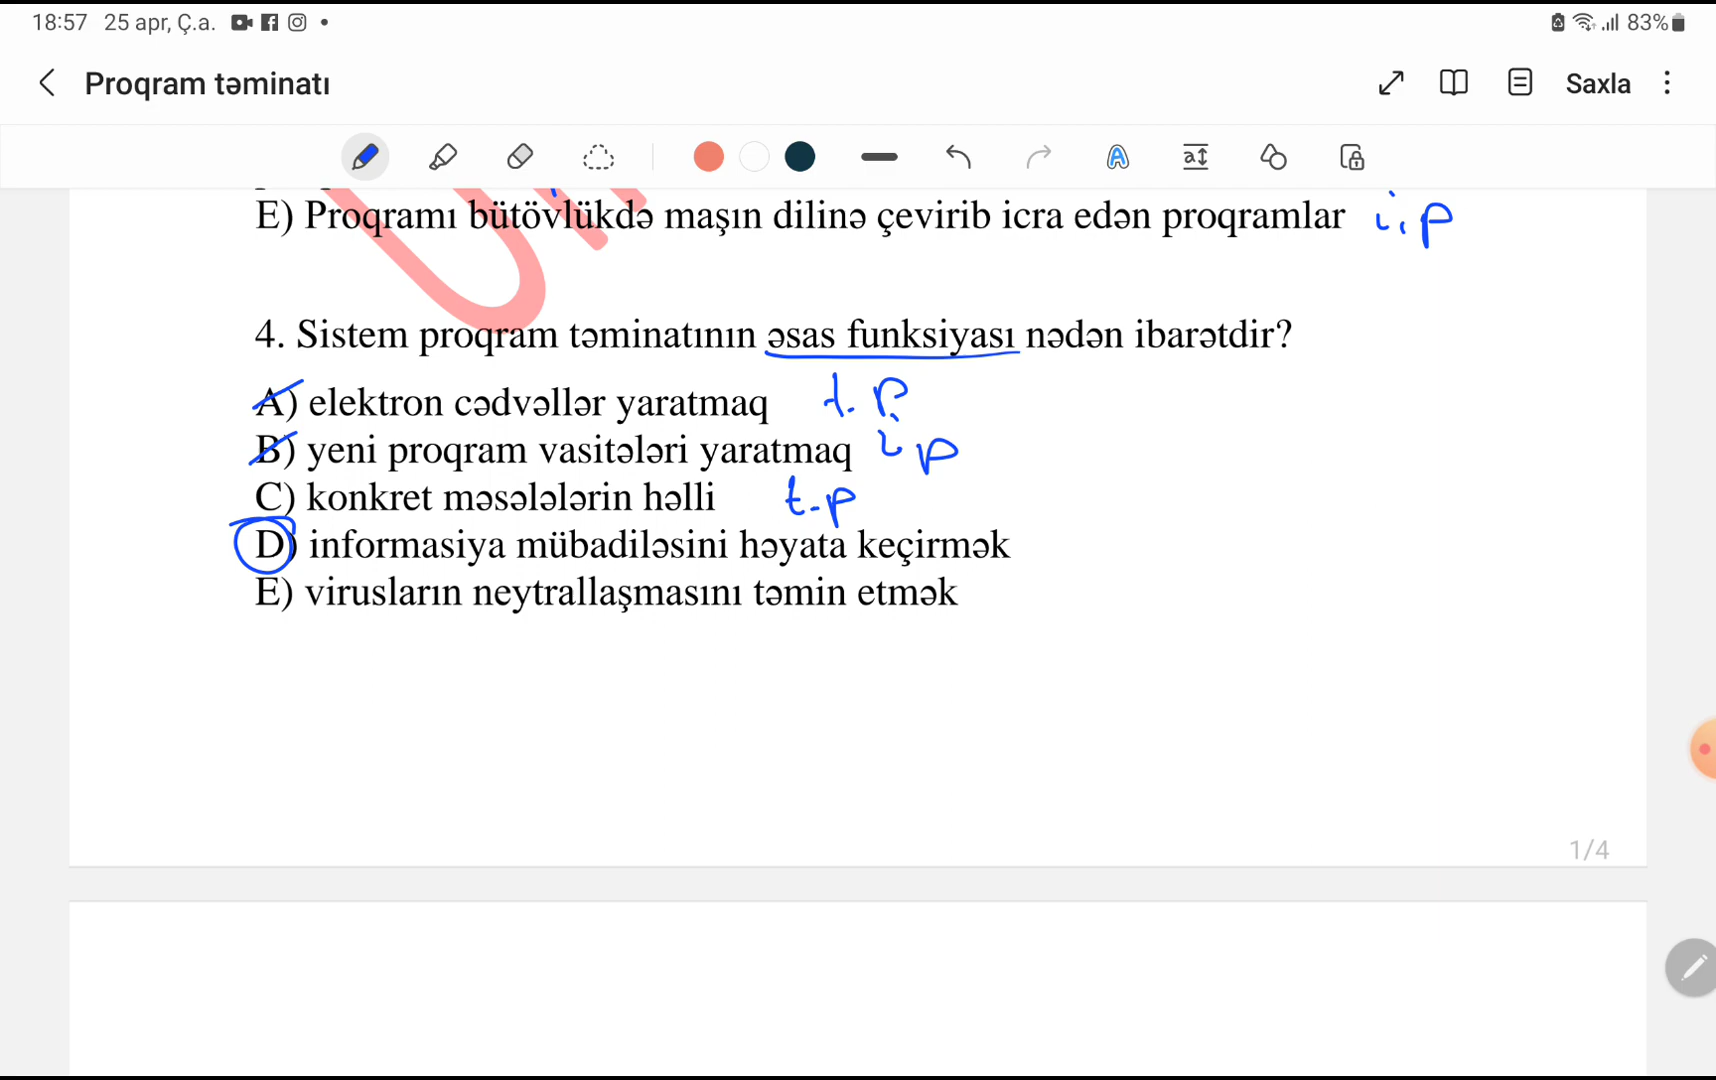 18:57 25 apr, Ç.a. 83%
Proqram təminatı Saxla
E) Proqramı bütövlükdə maşın dilinə çevirib icra edən proqramlar i.p
4. Sistem proqram təminatının əsas funksiyası nədən ibarətdir?
A) elektron cədvəllər yaratmaq t.p
B) yeni proqram vasitələri yaratmaq i p
C) konkret məsələlərin həlli t.p
D) informasiya mübadiləsini həyata keçirmək
E) virusların neytrallaşmasını təmin etmək
1/4